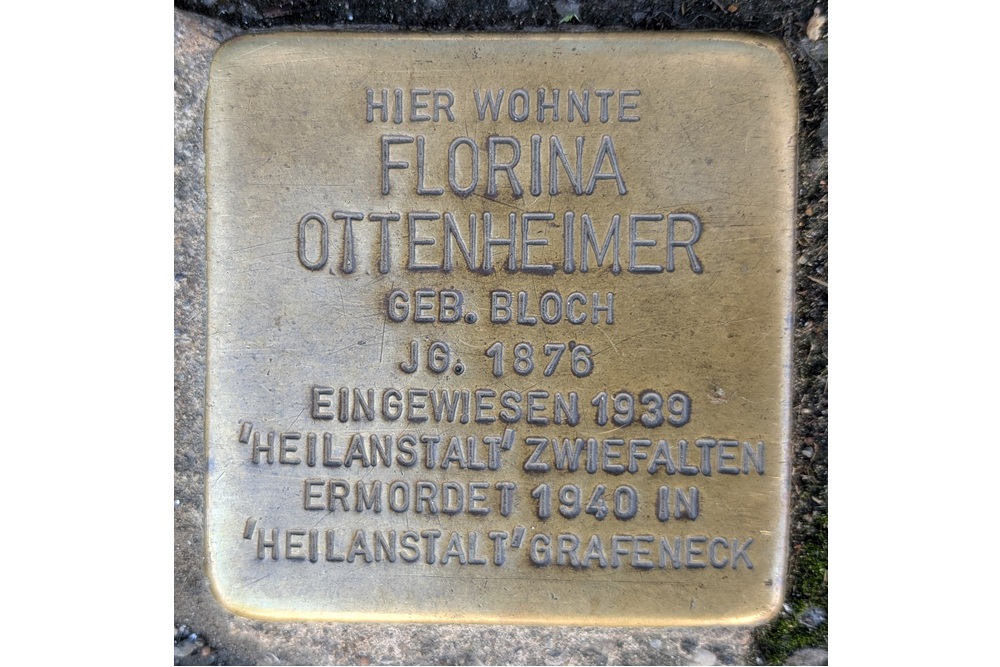 HIER WOHNTE
FLORINA
OTTENHEIMER
GEB. BLOCH
JG. 1876
EINGEWIESEN 1939
'HEILANSTALT' ZWIEFALTEN
ERMORDET 1940 IN
'HEILANSTALT' GRAFENECK